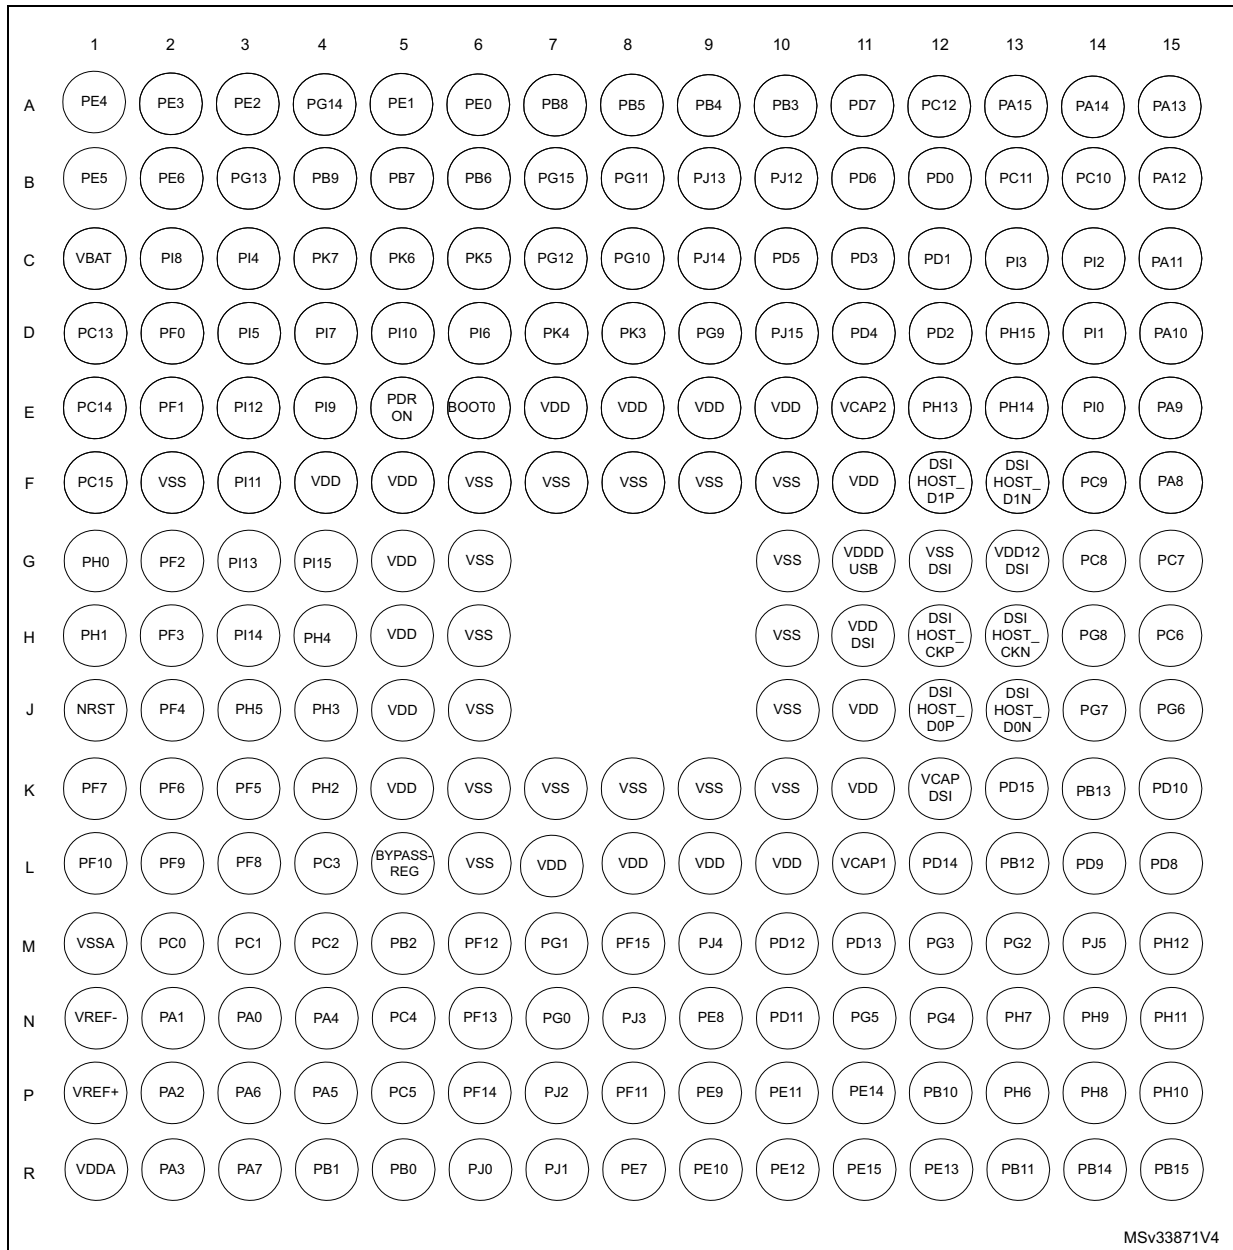 1 2 3 4 5 6 7 8 9 10 11 12 13 14 15
A PE4 PE3 PE2 PG14 PE1 PE0 PB8 PB5 PB4 PB3 PD7 PC12 PA15 PA14 PA13
B PE5 PE6 PG13 PB9 PB7 PB6 PG15 PG11 PJ13 PJ12 PD6 PD0 PC11 PC10 PA12
C VBAT PI8 PI4 PK7 PK6 PK5 PG12 PG10 PJ14 PD5 PD3 PD1 PI3 PI2 PA11
D PC13 PF0 PI5 PI7 PI10 PI6 PK4 PK3 PG9 PJ15 PD4 PD2 PH15 PI1 PA10
E PC14 PF1 PI12 PI9 PDR ON BOOT0 VDD VDD VDD VDD VCAP2 PH13 PH14 PI0 PA9
F PC15 VSS PI11 VDD VDD VSS VSS VSS VSS VSS VDD DSI HOST_ D1P DSI HOST_ D1N PC9 PA8
G PH0 PF2 PI13 PI15 VDD VSS VSS VDDD USB VSS DSI VDD12 DSI PC8 PC7
H PH1 PF3 PI14 PH4 VDD VSS VSS VDD DSI DSI HOST_ CKP DSI HOST_ CKN PG8 PC6
J NRST PF4 PH5 PH3 VDD VSS VSS VDD DSI HOST_ D0P DSI HOST_ D0N PG7 PG6
K PF7 PF6 PF5 PH2 VDD VSS VSS VSS VSS VSS VDD VCAP DSI PD15 PB13 PD10
L PF10 PF9 PF8 PC3 BYPASS- REG VSS VDD VDD VDD VDD VCAP1 PD14 PB12 PD9 PD8
M VSSA PC0 PC1 PC2 PB2 PF12 PG1 PF15 PJ4 PD12 PD13 PG3 PG2 PJ5 PH12
N VREF- PA1 PA0 PA4 PC4 PF13 PG0 PJ3 PE8 PD11 PG5 PG4 PH7 PH9 PH11
P VREF+ PA2 PA6 PA5 PC5 PF14 PJ2 PF11 PE9 PE11 PE14 PB10 PH6 PH8 PH10
R VDDA PA3 PA7 PB1 PB0 PJ0 PJ1 PE7 PE10 PE12 PE15 PE13 PB11 PB14 PB15
MSv33871V4